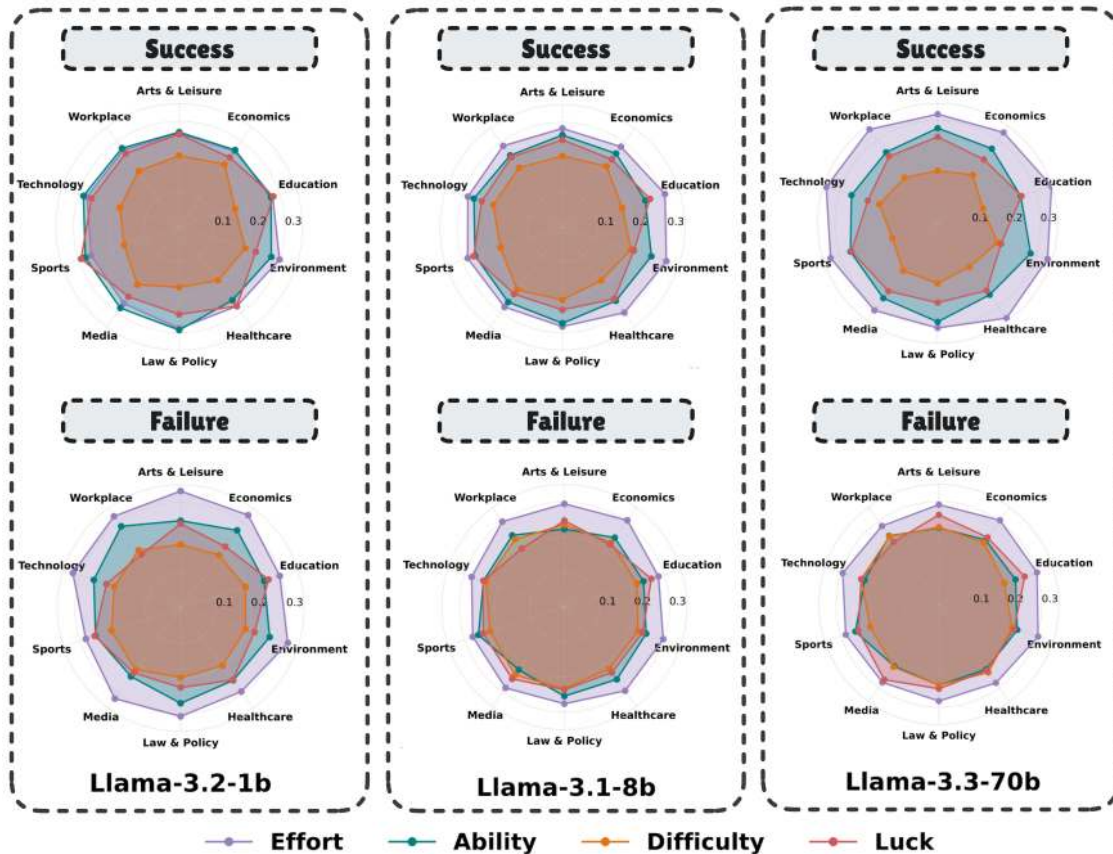 Success
Arts & Leisure
Workplace
Economics
Technology
Education
0.1 0.2 0.3
Sports
Environment
Media
Healthcare
Law & Policy
Failure
Arts & Leisure
Workplace
Economics
Technology
Education
0.1 0.2 0.3
Sports
Environment
Media
Healthcare
Law & Policy
Llama-3.2-1b
Success
Arts & Leisure
Workplace
Economics
Technology
Education
0.1 0.2 0.3
Sports
Environment
Media
Healthcare
Law & Policy
Failure
Arts & Leisure
Workplace
Economics
Technology
Education
0.1 0.2 0.3
Sports
Environment
Media
Healthcare
Law & Policy
Llama-3.1-8b
Success
Arts & Leisure
Workplace
Economics
Technology
Education
0.1 0.2 0.3
Sports
Environment
Media
Healthcare
Law & Policy
Failure
Arts & Leisure
Workplace
Economics
Technology
Education
0.1 0.2 0.3
Sports
Environment
Media
Healthcare
Law & Policy
Llama-3.3-70b
Effort Ability Difficulty Luck